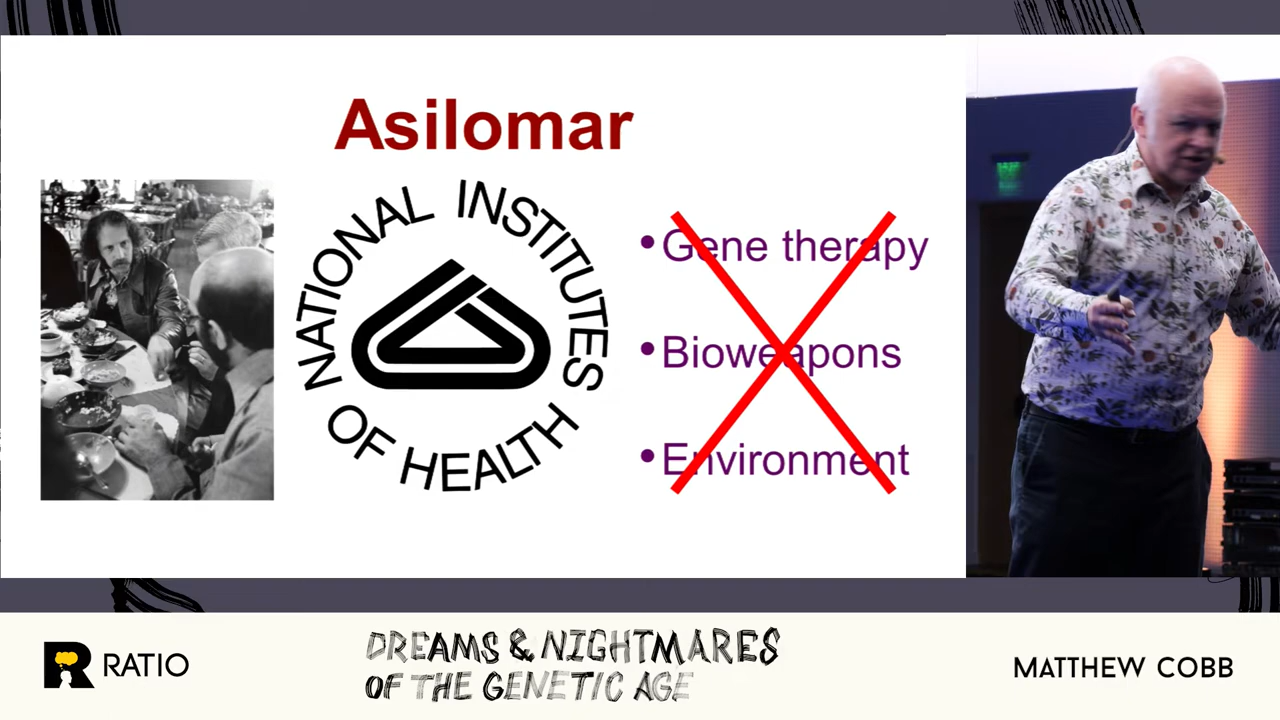 Asilomar
NATIONAL INSTITUTES OF HEALTH
• Gene therapy
• Bioweapons
• Environment
RATIO
DREAMS & NIGHTMARES
OF THE GENETIC AGE
MATTHEW COBB